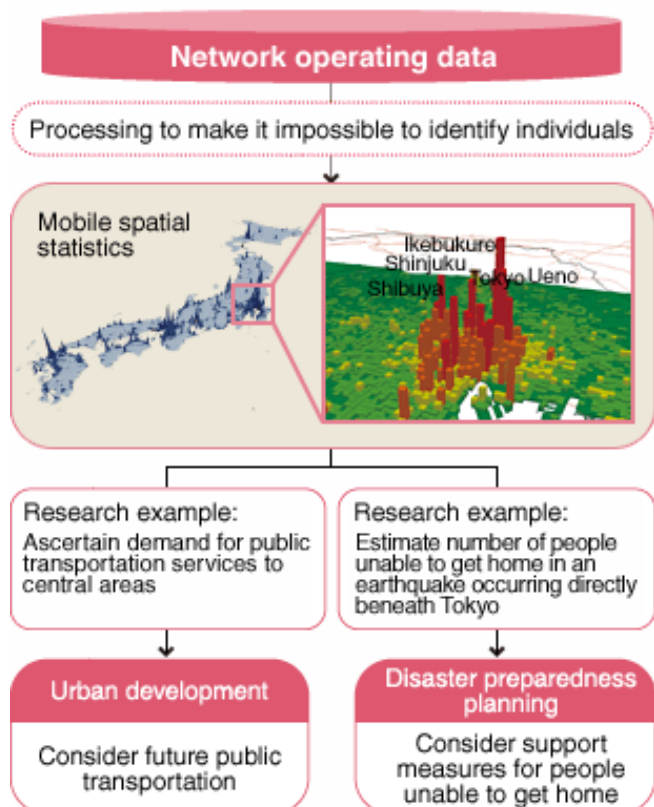 Network operating data
Processing to make it impossible to identify individuals
Mobile spatial
statistics
Ikebukure
Shinjuku
Tokyo
Ueno
Shibuya
Research example:
Ascertain demand for public
transportation services to
central areas
Research example:
Estimate number of people
unable to get home in an
earthquake occurring directly
beneath Tokyo
Urban development
Consider future public
transportation
Disaster preparedness
planning
Consider support
measures for people
unable to get home